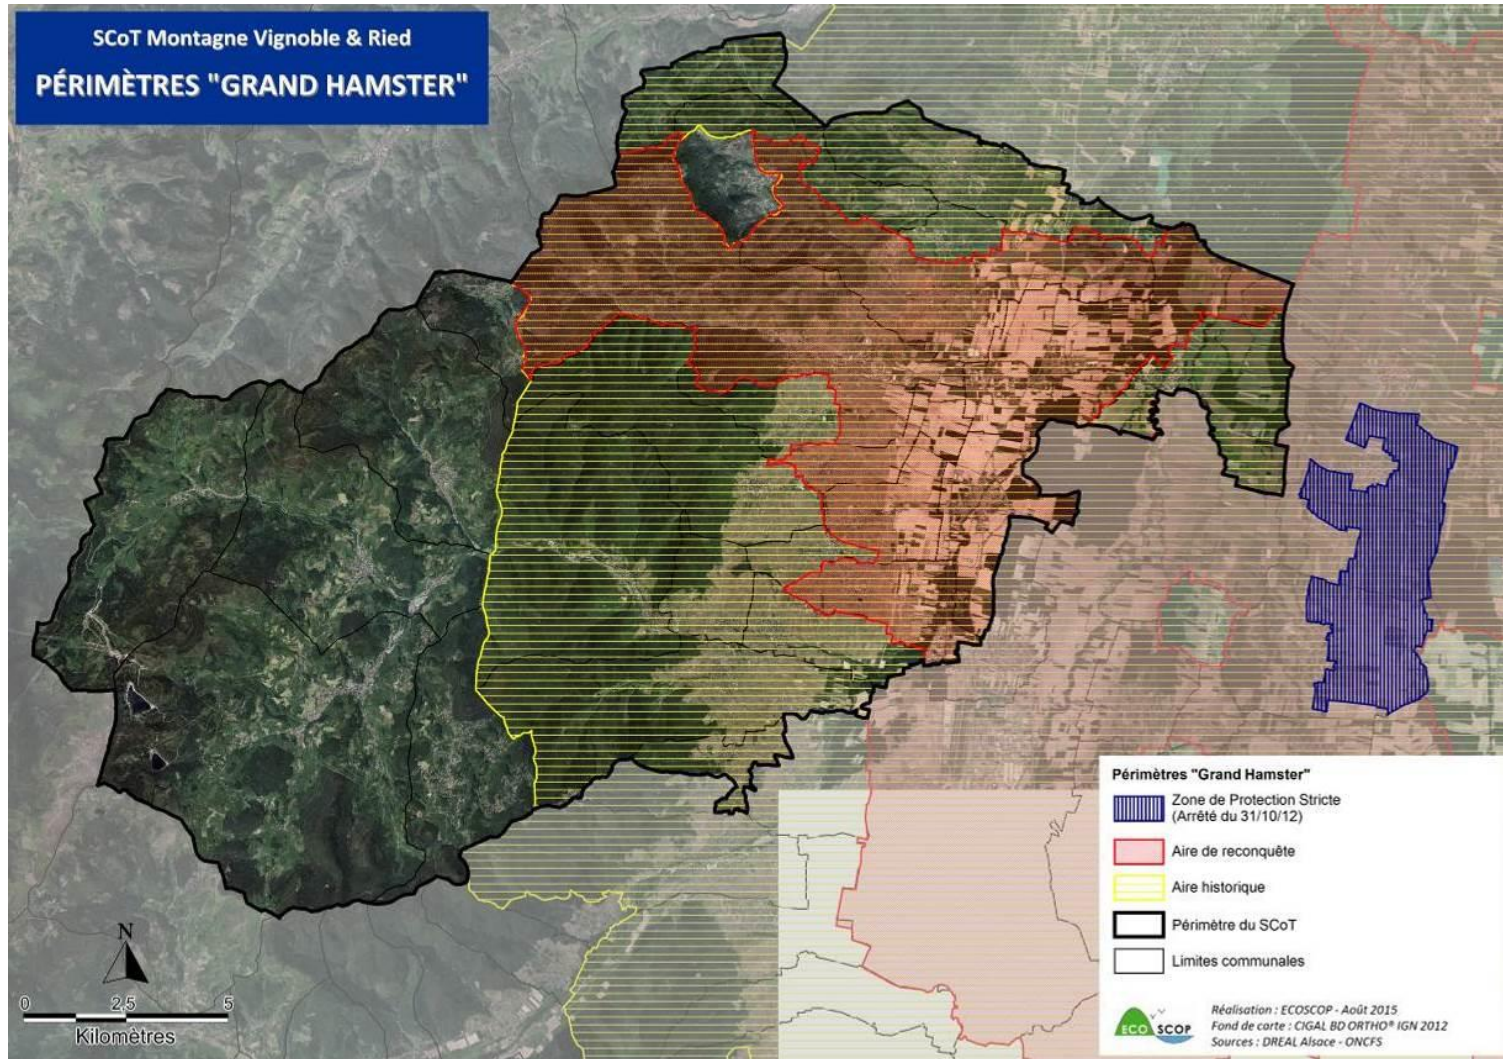 SCoT Montagne Vignoble & Ried
PÉRIMÈTRES "GRAND HAMSTER"
N
0 2,5 5
Kilomètres
Périmètres "Grand Hamster"
Zone de Protection Stricte
(Arrêté du 31/10/12)
Aire de reconquête
Aire historique
Périmètre du SCoT
Limites communales
ECO SCOP
Réalisation : ECOSCOP - Août 2015
Fond de carte : CIGAL BD ORTHO® IGN 2012
Sources : DREAL Alsace - ONCFS